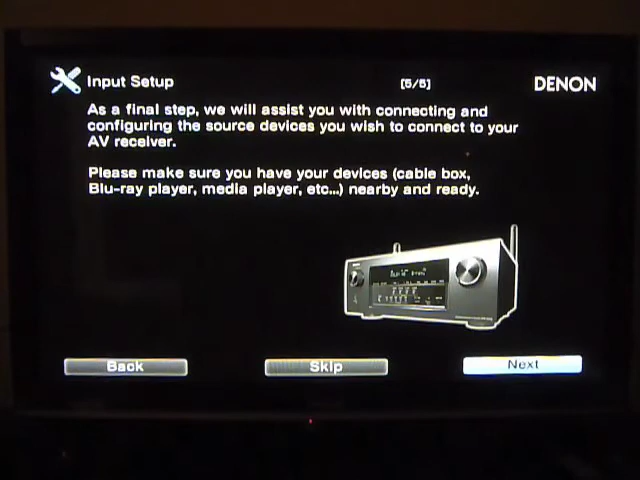 Input Setup [5/5] DENON
As a final step, we will assist you with connecting and
configuring the source devices you wish to connect to your
AV receiver.
Please make sure you have your devices (cable box,
Blu-ray player, media player, etc...) nearby and ready.
Back Skip Next